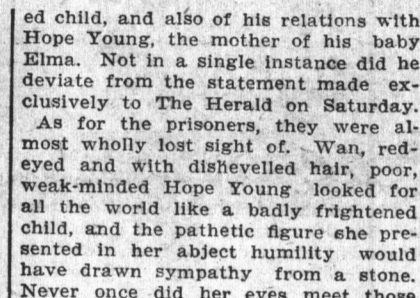 ed child, and also of his relations with
Hope Young, the mother of his baby
Elma. Not in a single instance did he
deviate from the statement made ex-
clusively to The Herald on Saturday.
As for the prisoners, they were al-
most wholly lost sight of. Wan, red-
eyed and with dishevelled hair, poor,
weak-minded Hope Young looked for
all the world like a badly frightened
child, and the pathetic figure she pre-
sented in her abject humility would
have drawn sympathy from a stone.
Never once did her eyes meet those